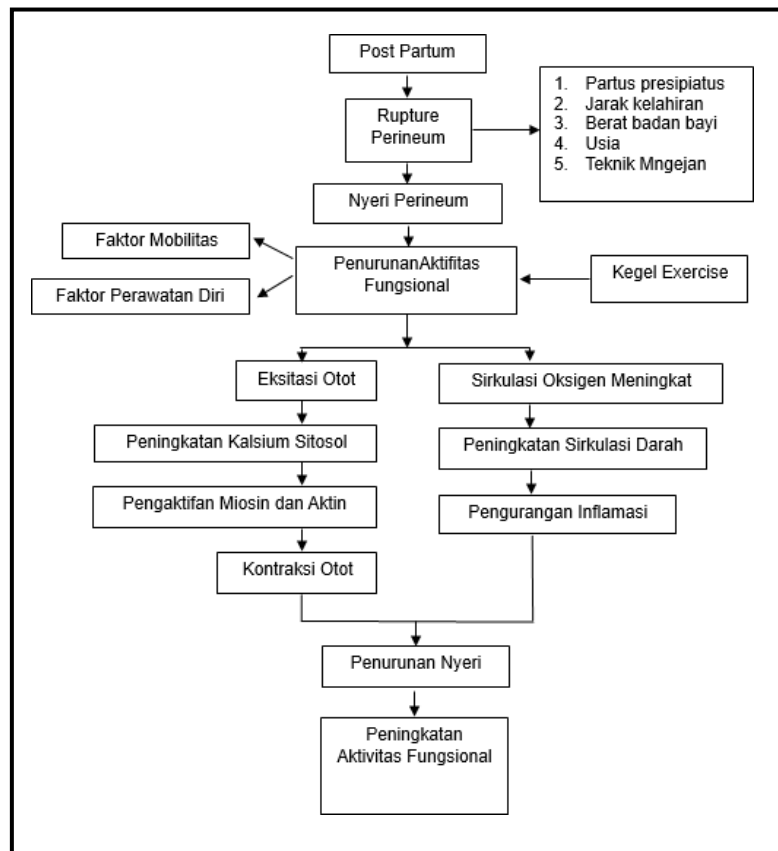 Post Partum
Rupture
Perineum
1. Partus presipiatus
2. Jarak kelahiran
3. Berat badan bayi
4. Usia
5. Teknik Mngejan
Nyeri Perineum
Faktor Mobilitas
Faktor Perawatan Diri
PenurunanAktifitas
Fungsional
Kegel Exercise
Eksitasi Otot
Sirkulasi Oksigen Meningkat
Peningkatan Kalsium Sitosol
Peningkatan Sirkulasi Darah
Pengaktifan Miosin dan Aktin
Pengurangan Inflamasi
Kontraksi Otot
Penurunan Nyeri
Peningkatan
Aktivitas Fungsional